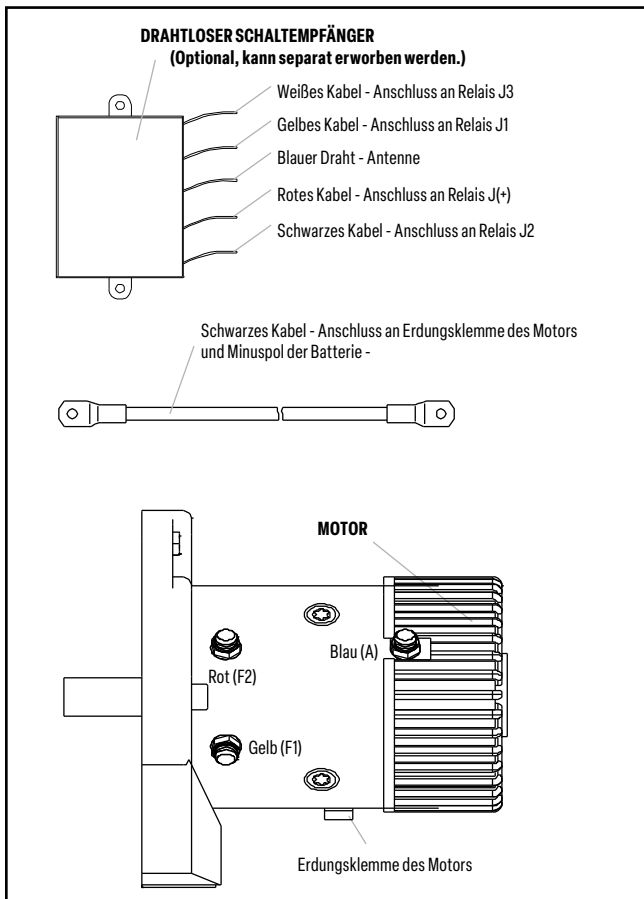 DRAHTLOSER SCHALTEMPFÄNGER
(Optional, kann separat erworben werden.)
Weißes Kabel - Anschluss an Relais J3
Gelbes Kabel - Anschluss an Relais J1
Blauer Draht - Antenne
Rotes Kabel - Anschluss an Relais J(+)
Schwarzes Kabel - Anschluss an Relais J2
Schwarzes Kabel - Anschluss an Erdungsklemme des Motors
und Minuspol der Batterie -
MOTOR
Blau (A)
Rot (F2)
Gelb (F1)
Erdungsklemme des Motors